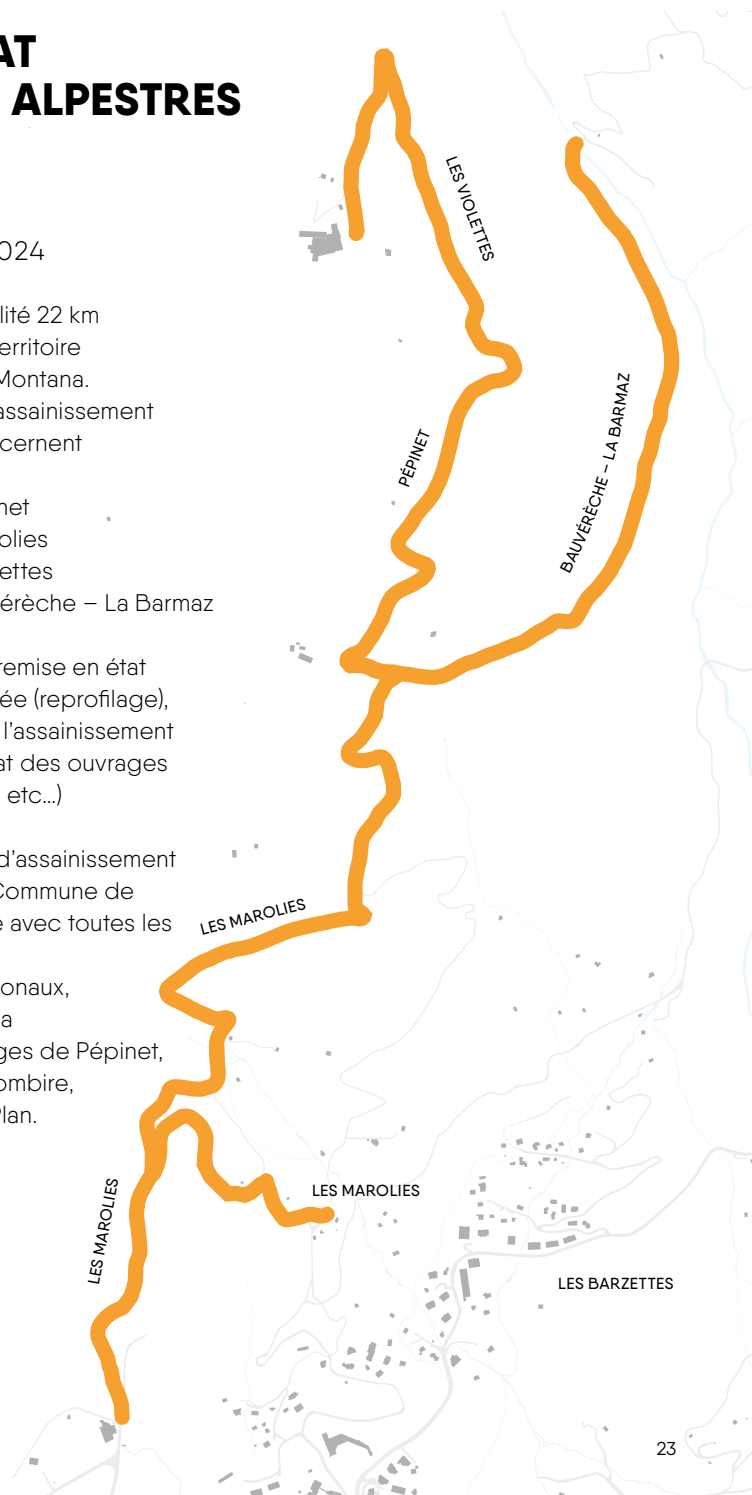 AT
ALPESTRES
024
lité 22 km
erritoire
Montana.
assainissement
cernent
net
olies
ettes
érèche – La Barmaz
remise en état
ée (reprofilage),
l'assainissement
at des ouvrages
etc...)
d'assainissement
Commune de
e avec toutes les
onaux,
a
ges de Pépinet,
ombire,
Plan.
LES VIOLETTES
PÉPINET
BAUVÉRÈCHE – LA BARMAZ
LES MAROLIES
LES MAROLIES
LES MAROLIES
LES BARZETTES
23